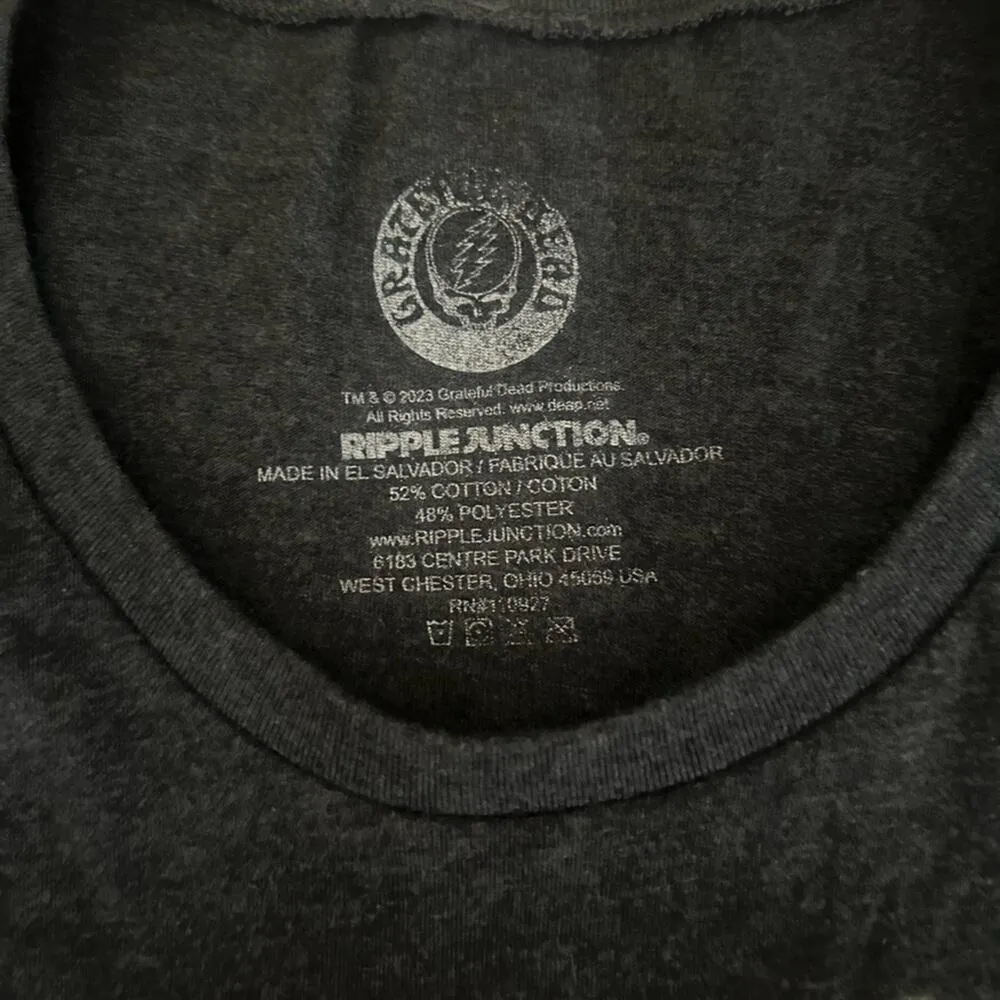 GRATEFUL DEAD
TM & © 2023 Grateful Dead Productions.
All Rights Reserved. www.dead.net
RIPPLE JUNCTION®
MADE IN EL SALVADOR / FABRIQUE AU SALVADOR
52% COTTON / COTON
48% POLYESTER
www.RIPPLEJUNCTION.com
6183 CENTRE PARK DRIVE
WEST CHESTER, OHIO 45069 USA
RN#110927